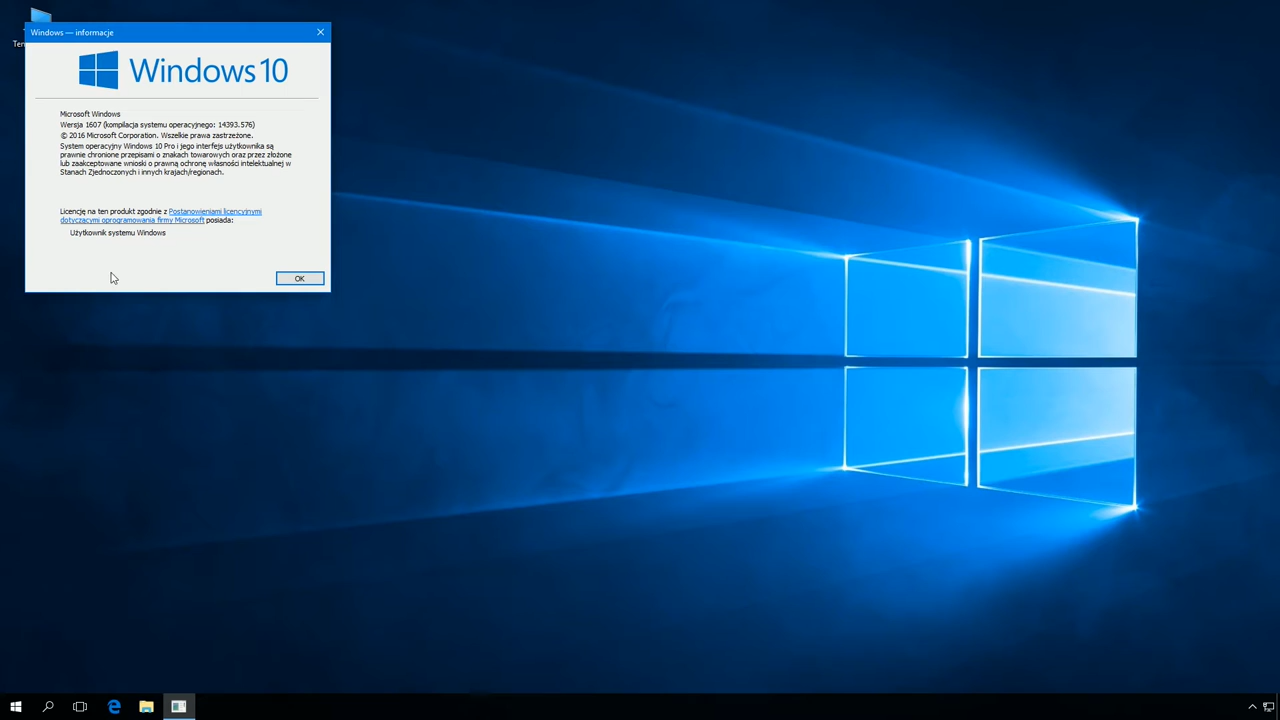 Windows — informacje
Windows 10
Microsoft Windows
Wersja 1607 (kompilacja systemu operacyjnego: 14393.576)
© 2016 Microsoft Corporation. Wszelkie prawa zastrzeżone.
System operacyjny Windows 10 Pro i jego interfejs użytkownika są
prawnie chronione przepisami o znakach towarowych oraz przez złożone
lub zaakceptowane wnioski o prawną ochronę własności intelektualnej w
Stanach Zjednoczonych i innych krajach/regionach.
Licencję na ten produkt zgodnie z Postanowieniami licencyjnymi
dotyczącymi oprogramowania firmy Microsoft posiada:
Użytkownik systemu Windows
OK